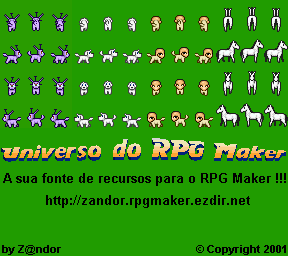 Universo do RPG Maker
A sua fonte de recursos para o RPG Maker !!!
http://zandor.rpgmaker.ezdir.net
by Z@ndor © Copyright 2001